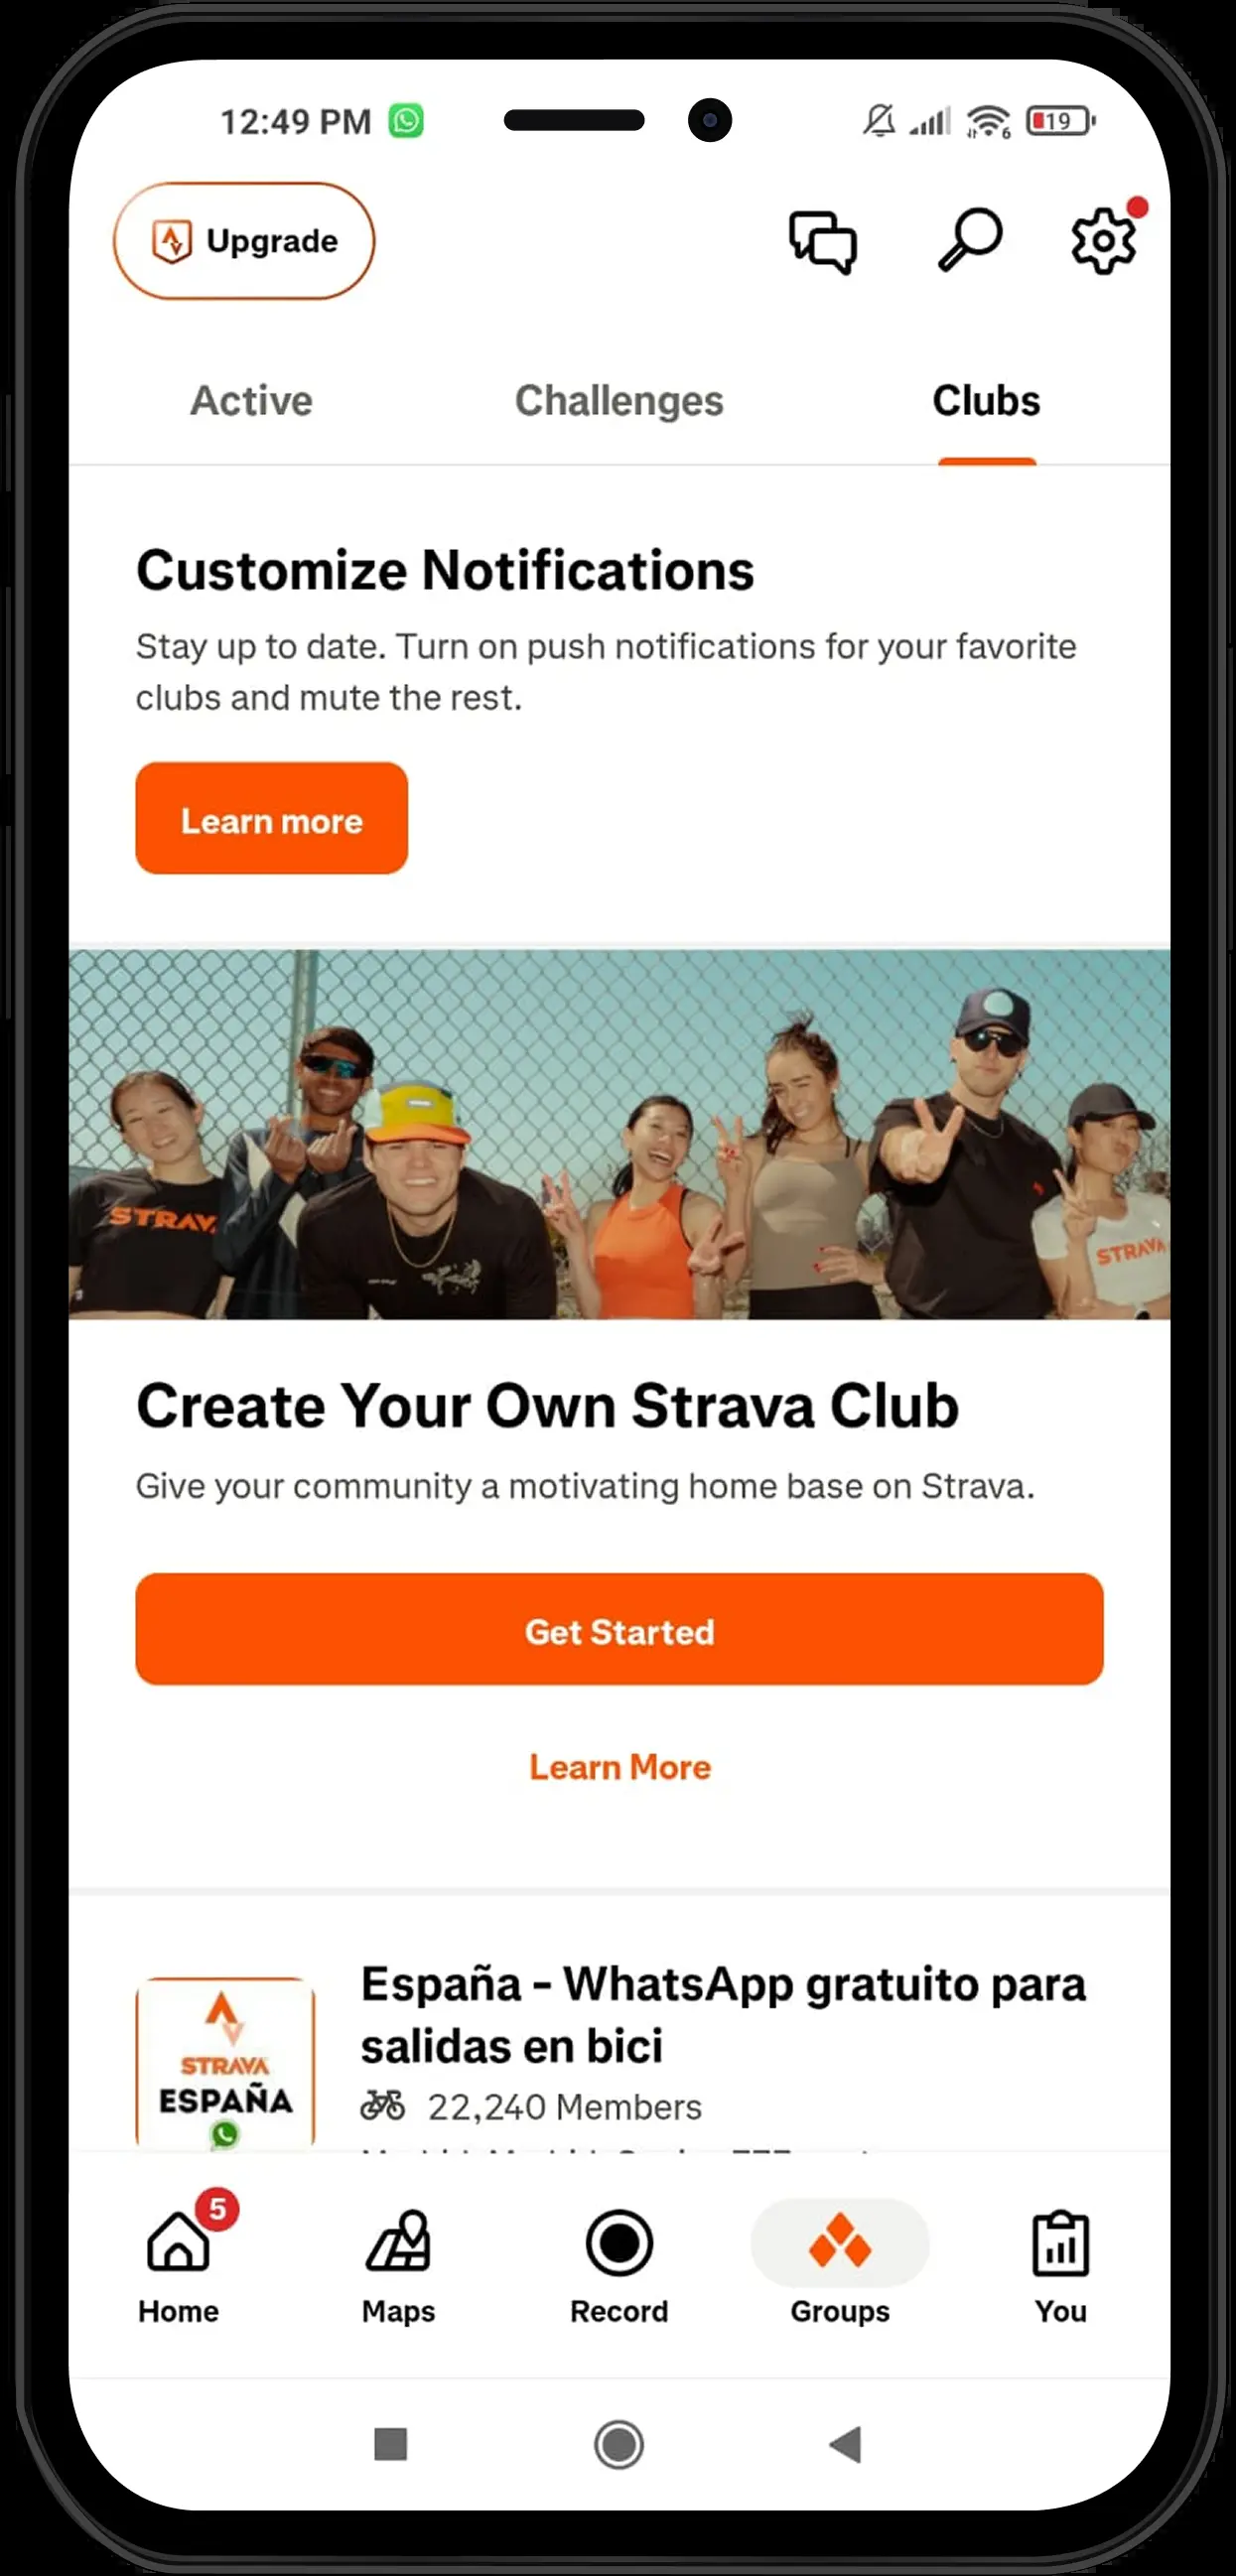 12:49 PM
19
Upgrade
Active Challenges Clubs
Customize Notifications
Stay up to date. Turn on push notifications for your favorite
clubs and mute the rest.
Learn more
STRAV
STRAVA
Create Your Own Strava Club
Give your community a motivating home base on Strava.
Get Started
Learn More
España - WhatsApp gratuito para
salidas en bici
STRAVA
ESPAÑA
22,240 Members
5
Home Maps Record Groups You